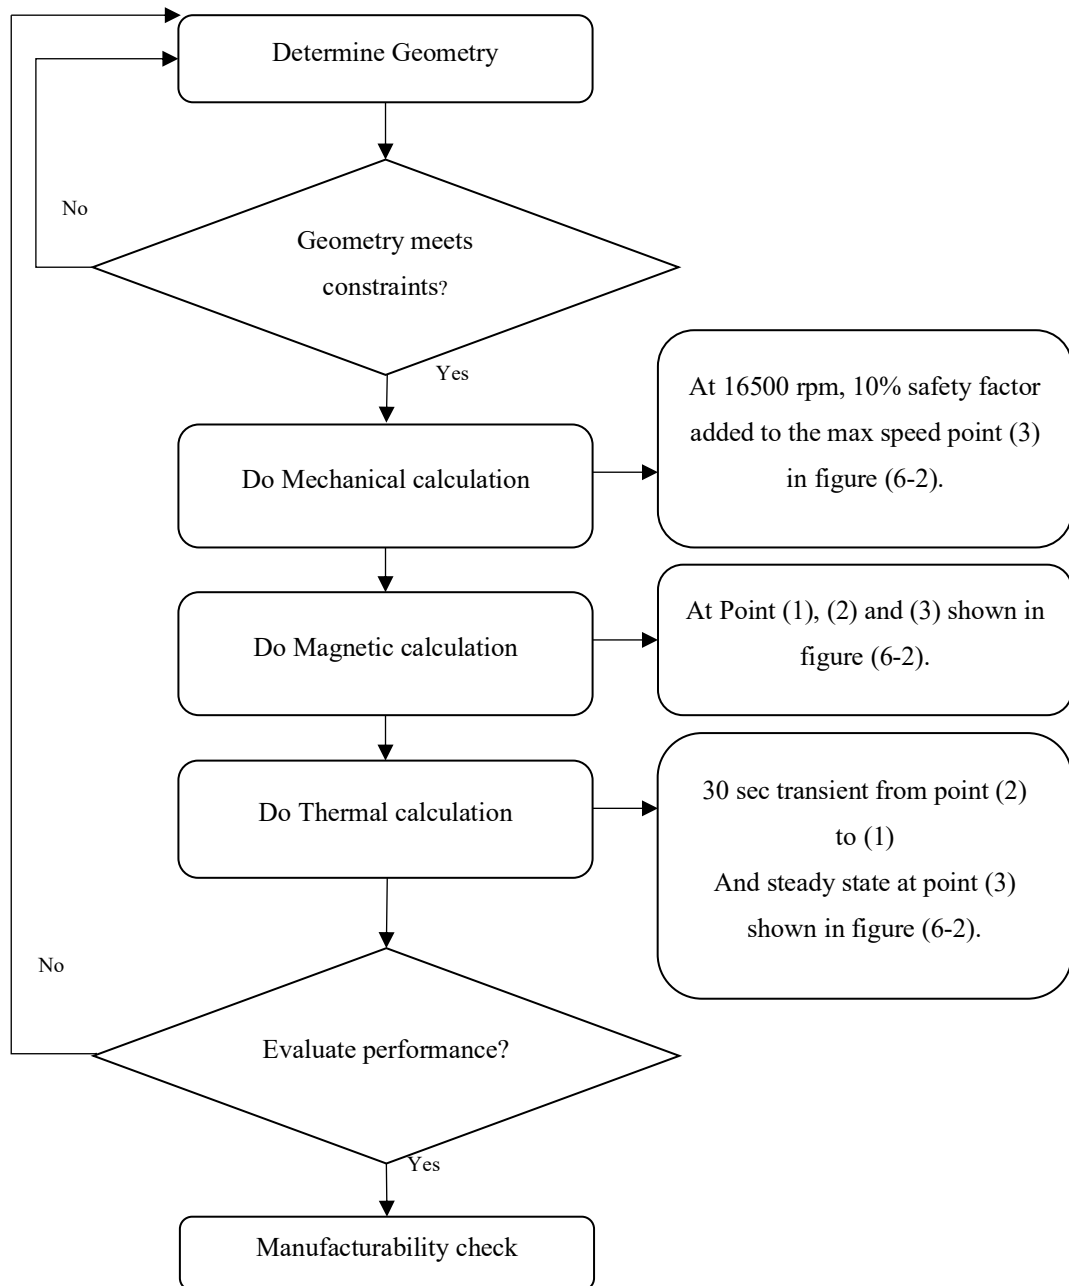 Determine Geometry
No
Geometry meets
constraints?
Yes
At 16500 rpm, 10% safety factor
added to the max speed point (3)
in figure (6-2).
Do Mechanical calculation
At Point (1), (2) and (3) shown in
figure (6-2).
Do Magnetic calculation
30 sec transient from point (2)
to (1)
And steady state at point (3)
shown in figure (6-2).
Do Thermal calculation
No
Evaluate performance?
Yes
Manufacturability check